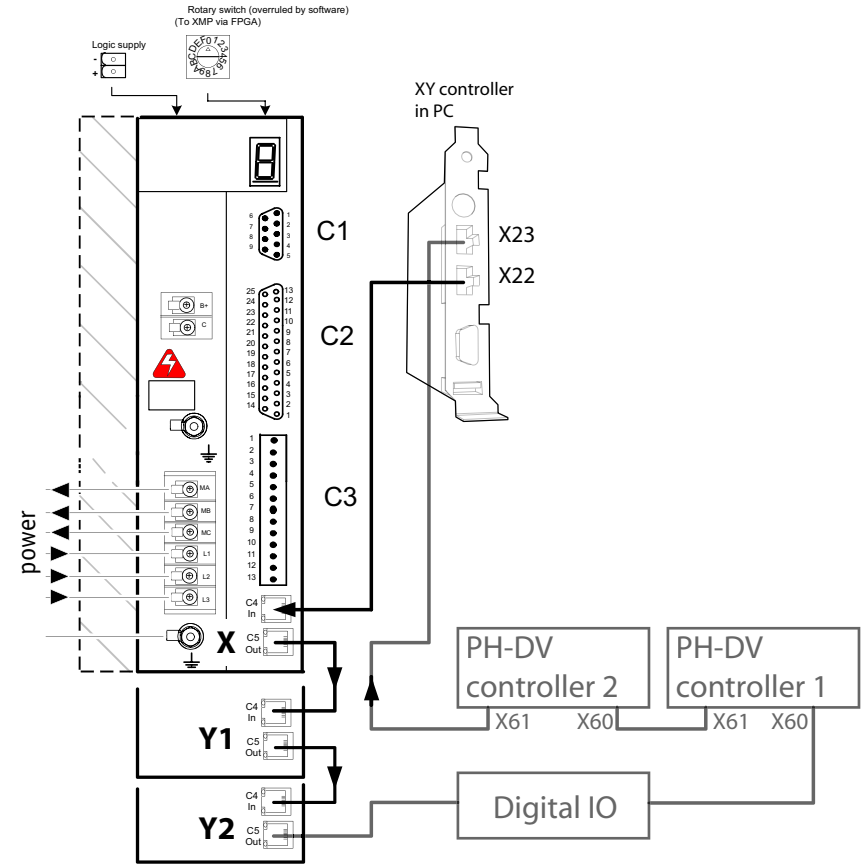 Rotary switch (overruled by software)
(To XMP via FPGA)
Logic supply
-
+
0123456789ABCDEF
XY controller
in PC
X23
X22
C1
6
7
8
9
1
2
3
4
5
C2
25
24
23
22
21
20
19
18
17
16
15
14
13
12
11
10
9
8
7
6
5
4
3
2
1
B+
C
C3
1
2
3
4
5
6
7
8
9
10
11
12
13
power
MA
MB
MC
L1
L2
L3
C4
In
X
C5
Out
Y1
C4
In
C5
Out
Y2
C4
In
C5
Out
PH-DV
controller 2
X61 X60
PH-DV
controller 1
X61 X60
Digital IO